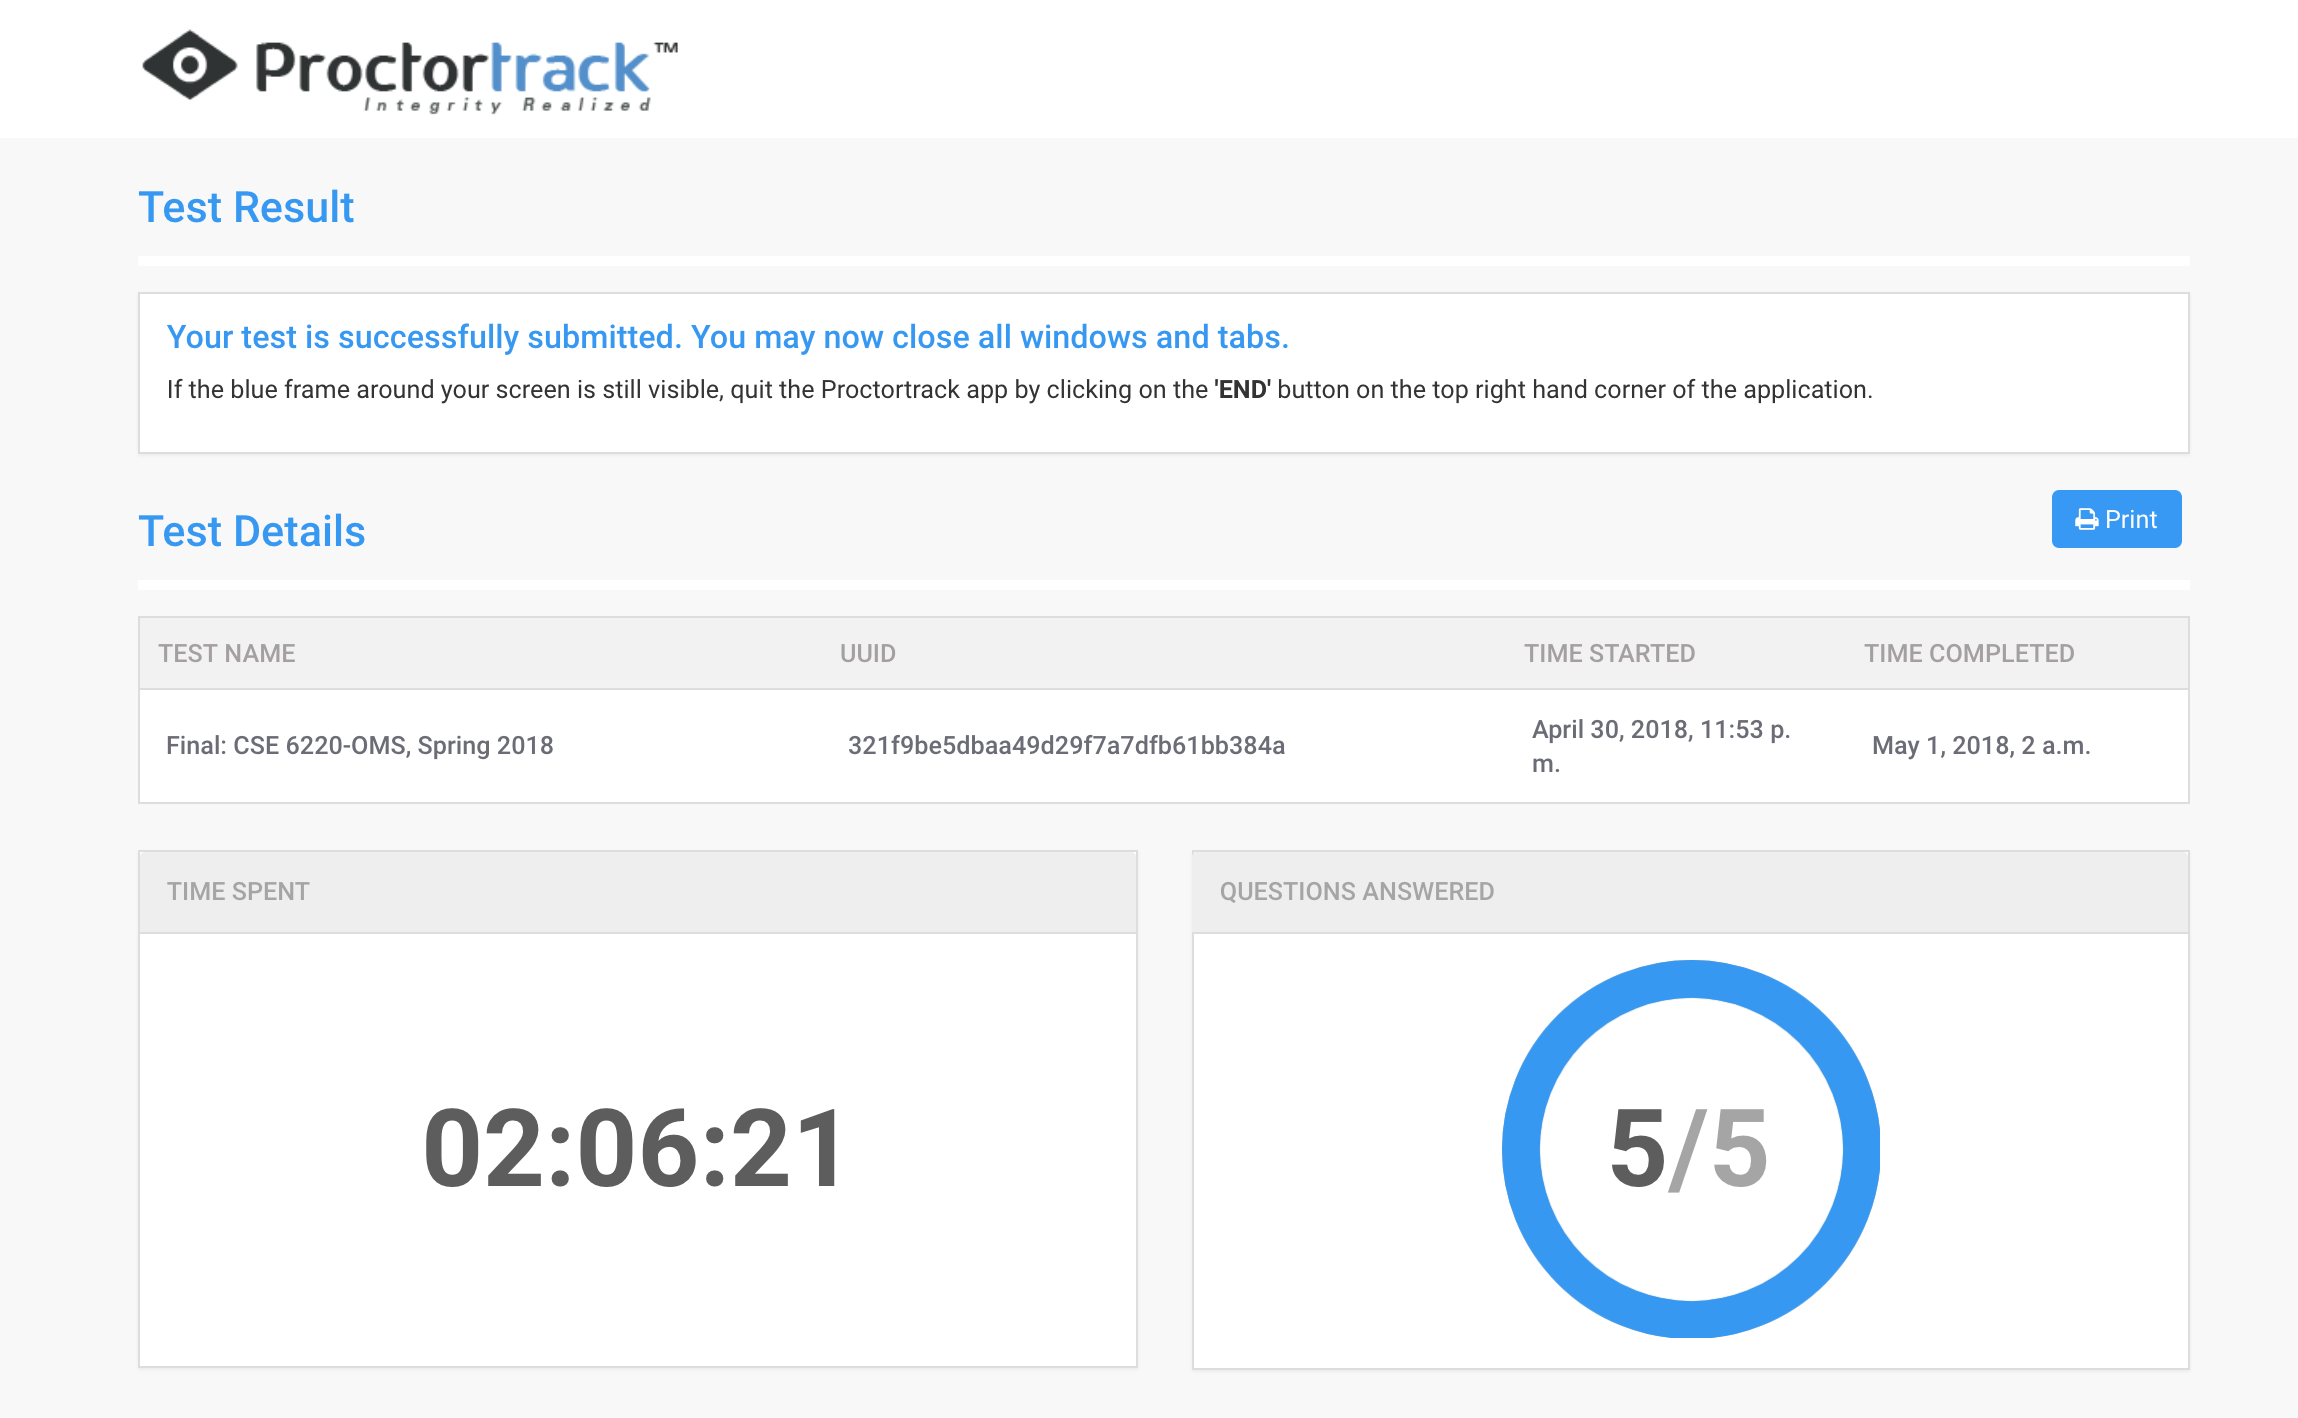 Proctortrack™
Integrity Realized
Test Result
Your test is successfully submitted. You may now close all windows and tabs.
If the blue frame around your screen is still visible, quit the Proctortrack app by clicking on the 'END' button on the top right hand corner of the application.
Test Details
Print
TEST NAME UUID TIME STARTED TIME COMPLETED
Final: CSE 6220-OMS, Spring 2018 321f9be5dbaa49d29f7a7dfb61bb384a April 30, 2018, 11:53 p.
m. May 1, 2018, 2 a.m.
TIME SPENT
02:06:21
QUESTIONS ANSWERED
5/5